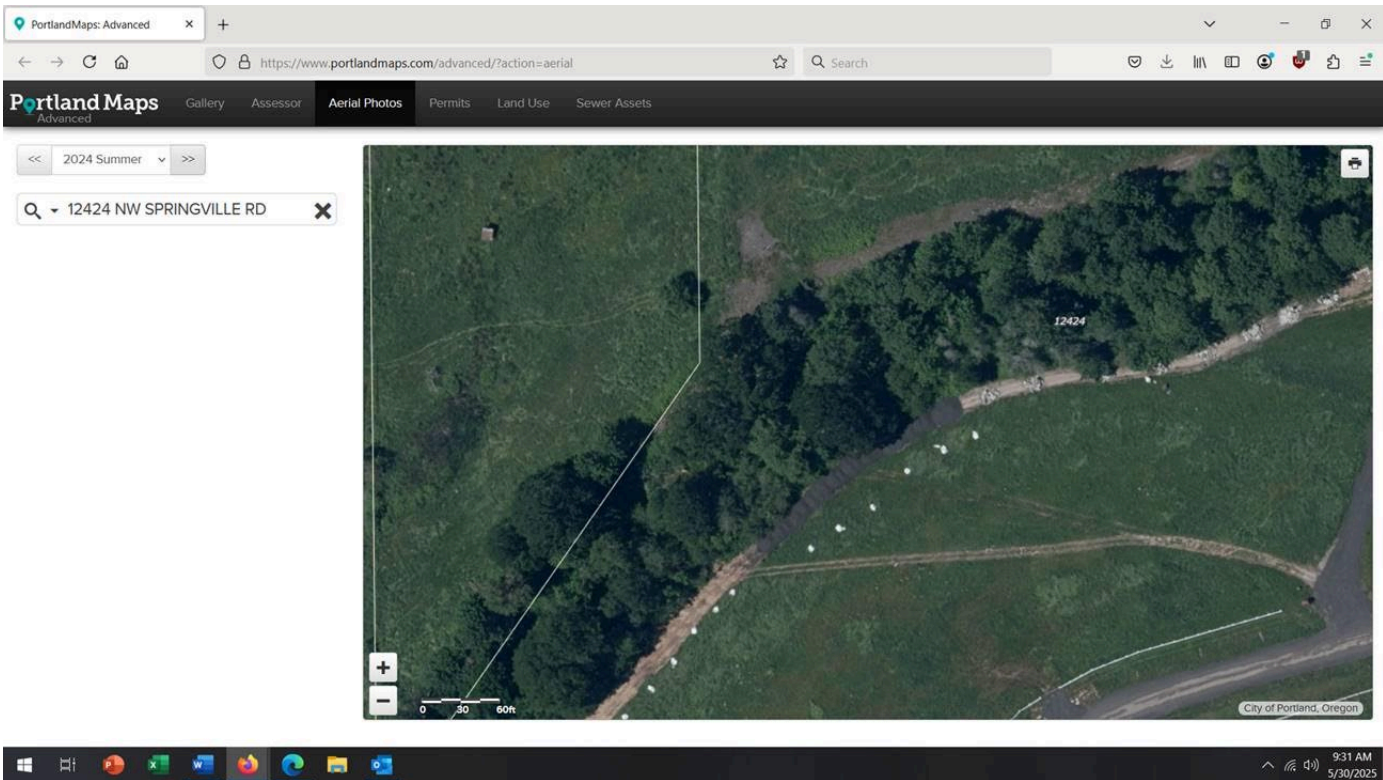 PortlandMaps: Advanced
https://www.portlandmaps.com/advanced/?action=aerial
Search
1
Portland Maps
Advanced
Gallery
Assessor
Aerial Photos
Permits
Land Use
Sewer Assets
<<
2024 Summer
>>
12424 NW SPRINGVILLE RD
12424
+
−
0 30 60ft
City of Portland, Oregon
9:31 AM
5/30/2025